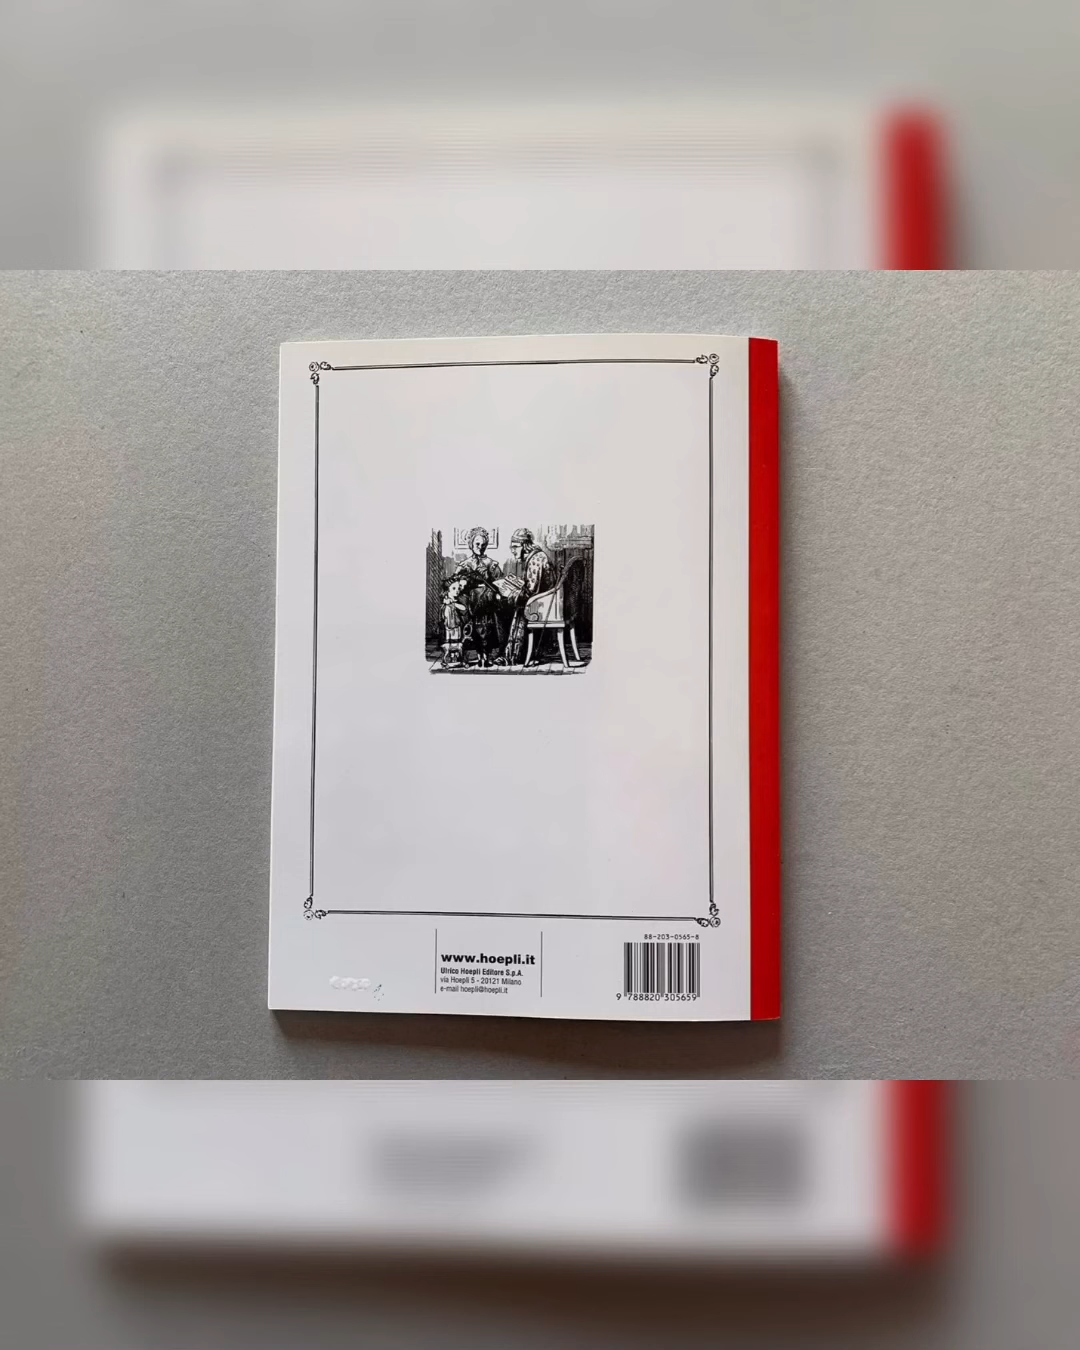 88-203-0565-8
www.hoepli.it
Ulrico Hoepli Editore S.p.A.
via Hoepli 5 - 20121 Milano
e-mail hoepli@hoepli.it
9 788820 305659